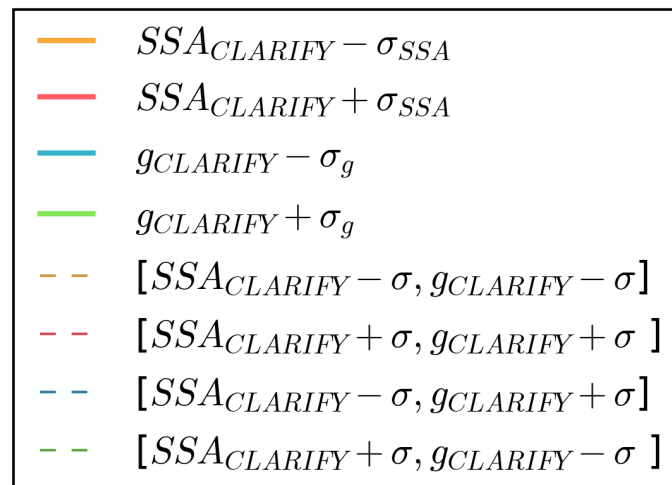 SSA_CLARIFY − σ_SSA
SSA_CLARIFY + σ_SSA
g_CLARIFY − σ_g
g_CLARIFY + σ_g
[SSA_CLARIFY − σ, g_CLARIFY − σ]
[SSA_CLARIFY + σ, g_CLARIFY + σ ]
[SSA_CLARIFY − σ, g_CLARIFY + σ]
[SSA_CLARIFY + σ, g_CLARIFY − σ ]